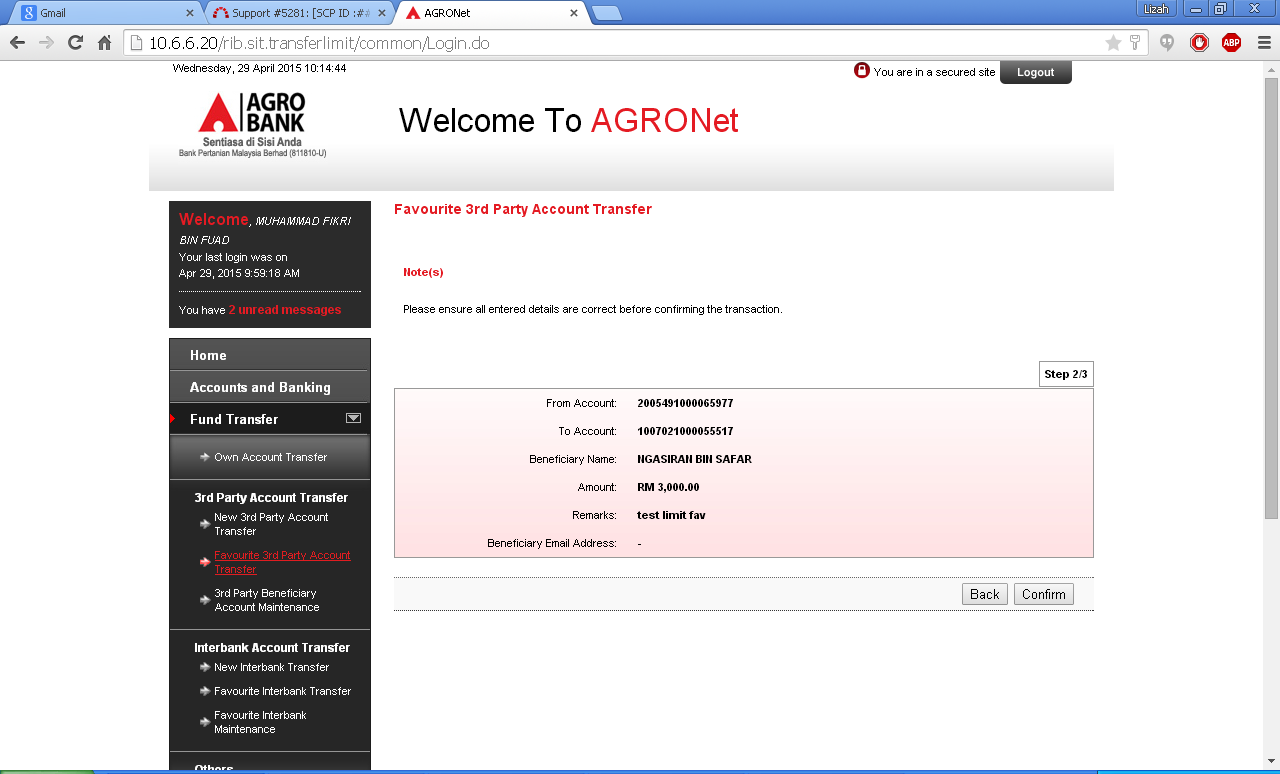 Gmail
Support #5281: [SCP ID :##
AGRONet
Lizah
10.6.6.20/rib.sit.transferlimit/common/Login.do
ABP
Wednesday, 29 April 2015 10:14:44
You are in a secured site
Logout
AGRO
BANK
Sentiasa di Sisi Anda
Bank Pertanian Malaysia Berhad (811810-U)
Welcome To AGRONet
Welcome, MUHAMMAD FIKRI
BIN FUAD
Your last login was on
Apr 29, 2015 9:59:18 AM
You have 2 unread messages
Home
Accounts and Banking
Fund Transfer
Own Account Transfer
3rd Party Account Transfer
New 3rd Party Account
Transfer
Favourite 3rd Party Account
Transfer
3rd Party Beneficiary
Account Maintenance
Interbank Account Transfer
New Interbank Transfer
Favourite Interbank Transfer
Favourite Interbank
Maintenance
Others
Favourite 3rd Party Account Transfer
Note(s)
Please ensure all entered details are correct before confirming the transaction.
Step 2/3
From Account: 2005491000065977
To Account: 1007021000055517
Beneficiary Name: NGASIRAN BIN SAFAR
Amount: RM 3,000.00
Remarks: test limit fav
Beneficiary Email Address: -
Back Confirm